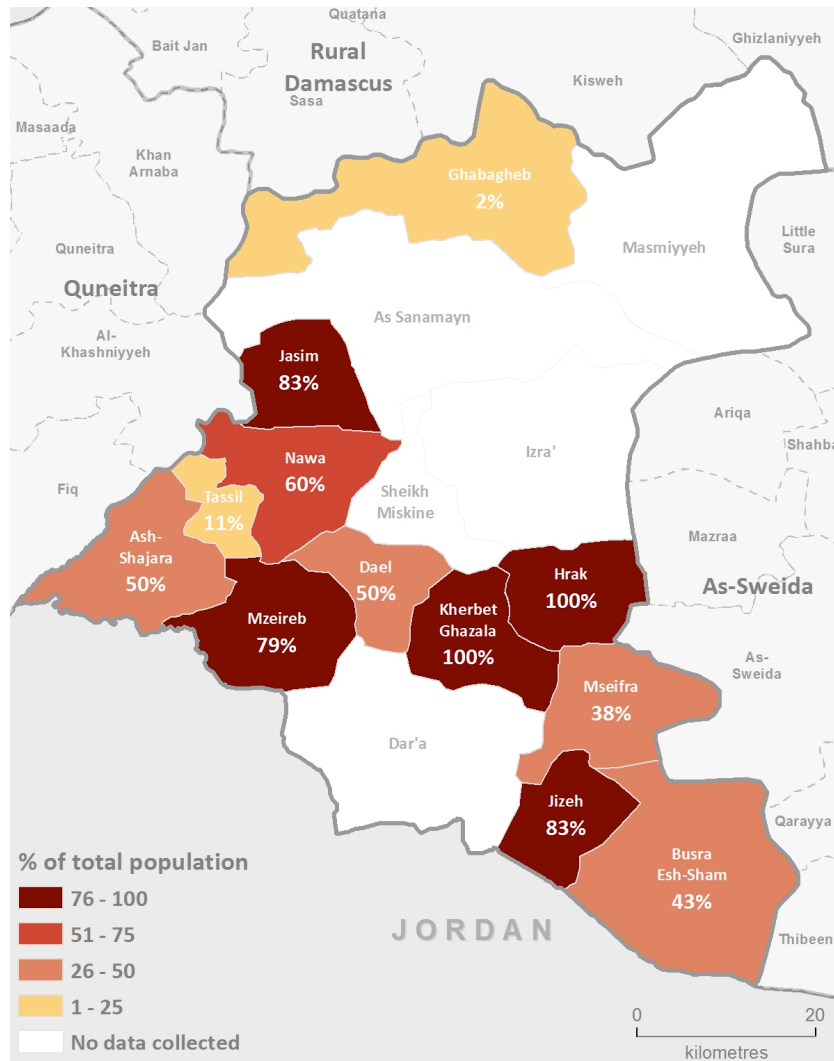 Quatana
Bait Jan
Ghizlaniyyeh
Rural
Damascus
Sasa
Kisweh
Masaada
Khan
Arnaba
Ghabagheb
2%
Little
Sura
Quneitra
Masmiyyeh
Quneitra
As Sanamayn
Al-
Khashniyyeh
Jasim
83%
Ariqa
Shahba
Nawa
60%
Izra'
Fiq
Sheikh
Miskine
Tassil
11%
Mazraa
Ash-
Shajara
50%
Dael
50%
Hrak
100%
As-Sweida
Mzeireb
79%
Kherbet
Ghazala
100%
As-
Sweida
Mseifra
38%
Dar'a
Jizeh
83%
Qarayya
Busra
Esh-Sham
43%
Thibeen
JORDAN
% of total population
76 - 100
51 - 75
26 - 50
1 - 25
No data collected
0 20
kilometres